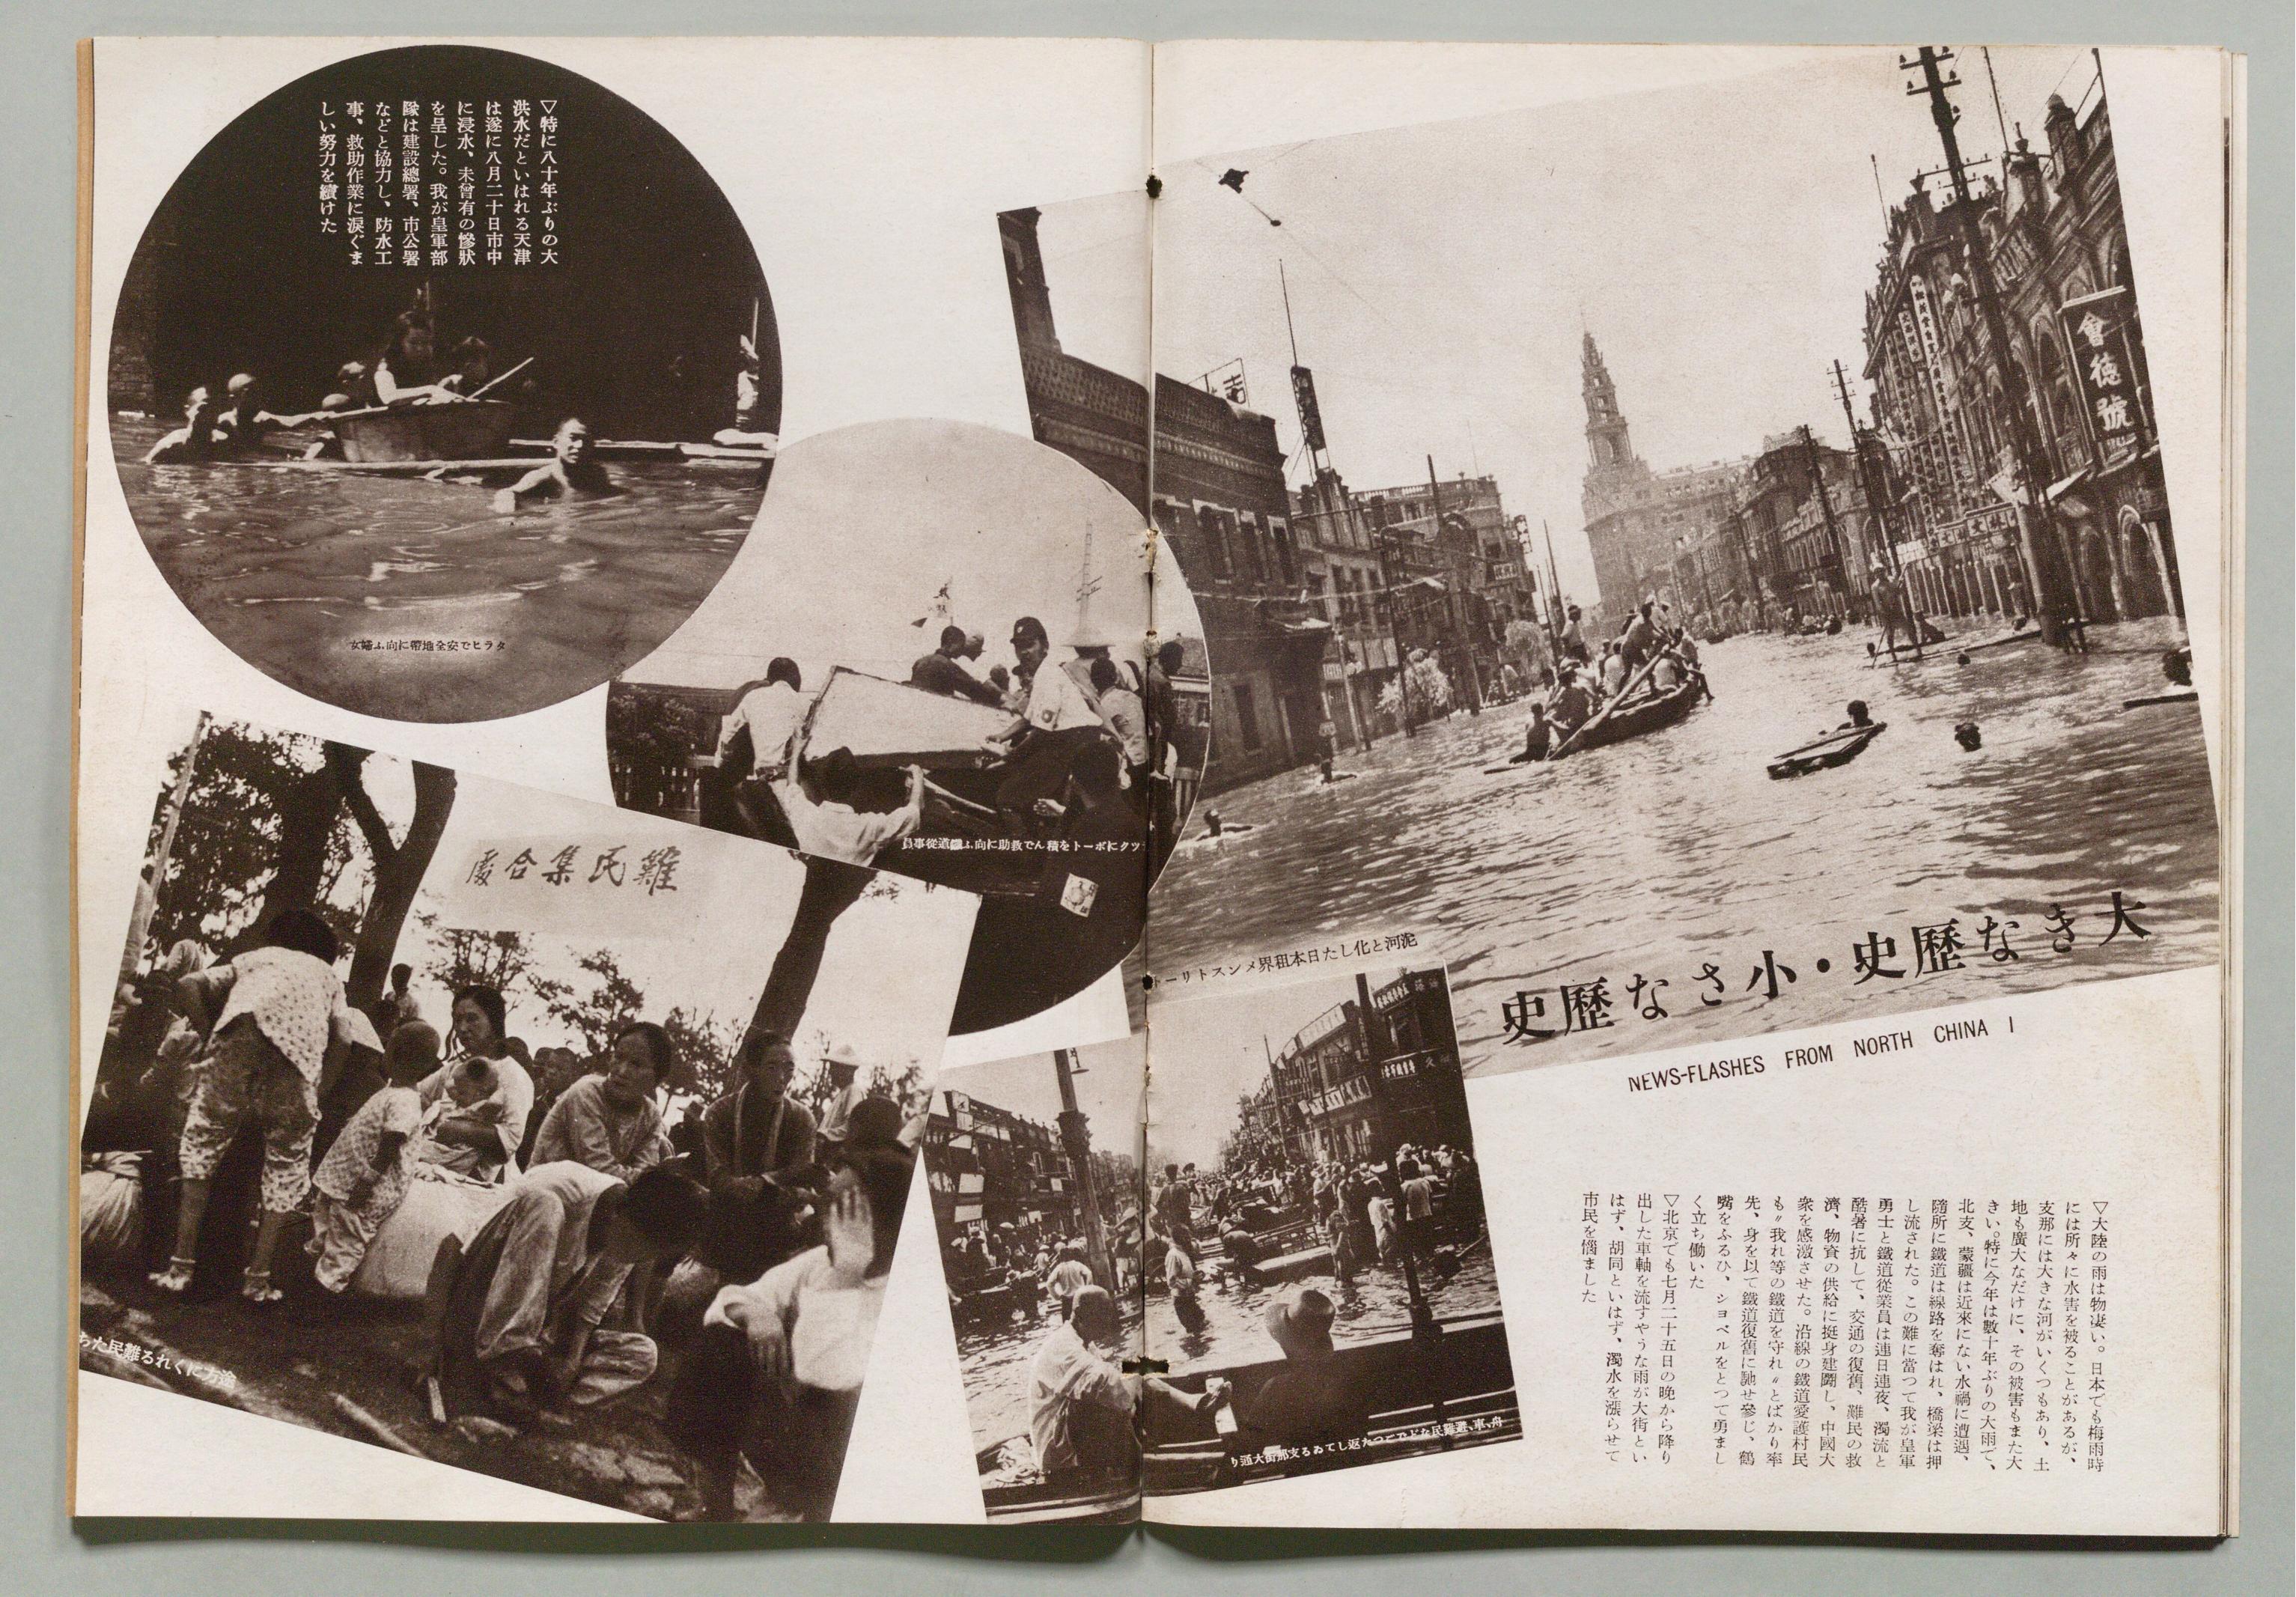 大きな歴史・小さな歴史
NEWS-FLASHES FROM NORTH CHINA I
▽大陸の雨は物凄い。日本でも梅雨時
には所々に水害を被ることがあるが、
支那には大きな河がいくつもあり、土
地も廣大なだけに、その被害もまた大
きい。特に今年は數十年ぶりの大雨で、
北支、蒙疆は近來にない水禍に遭遇、
隨所に鐵道は線路を奪はれ、橋梁は押
し流された。この難に當つて我が皇軍
勇士と鐵道從業員は連日連夜、濁流と
酷暑に抗して、交通の復舊、難民の救
濟、物資の供給に挺身建鬪し、中國大
衆を感激させた。沿線の鐵道愛護村民
も〃我れ等の鐵道を守れ〃とばかり率
先、身を以て鐵道復舊に馳せ參じ、鶴
嘴をふるひ、ショベルをとつて勇まし
く立ち働いた
▽北京でも七月二十五日の晚から降り
出した車軸を流すやうな雨が大街とい
はず、胡同といはず、濁水を漲らせて
市民を惱ました
泥河と化した日本租界メンストリート
會德號
舟、車、避難民などでごつた返してゐる支那街大通り
▽特に八十年ぶりの大
洪水だといはれる天津
は遂に八月二十日市中
に浸水、未曾有の慘狀
を呈した。我が皇軍部
隊は建設總署、市公署
などと協力し、防水工
事、救助作業に淚ぐま
しい努力を續けた
タラヒで安全地帶に向ふ婦女
ツクにボートを積んで救助に向ふ鐵道從事員
難民集合處
途方にくれる難民たち